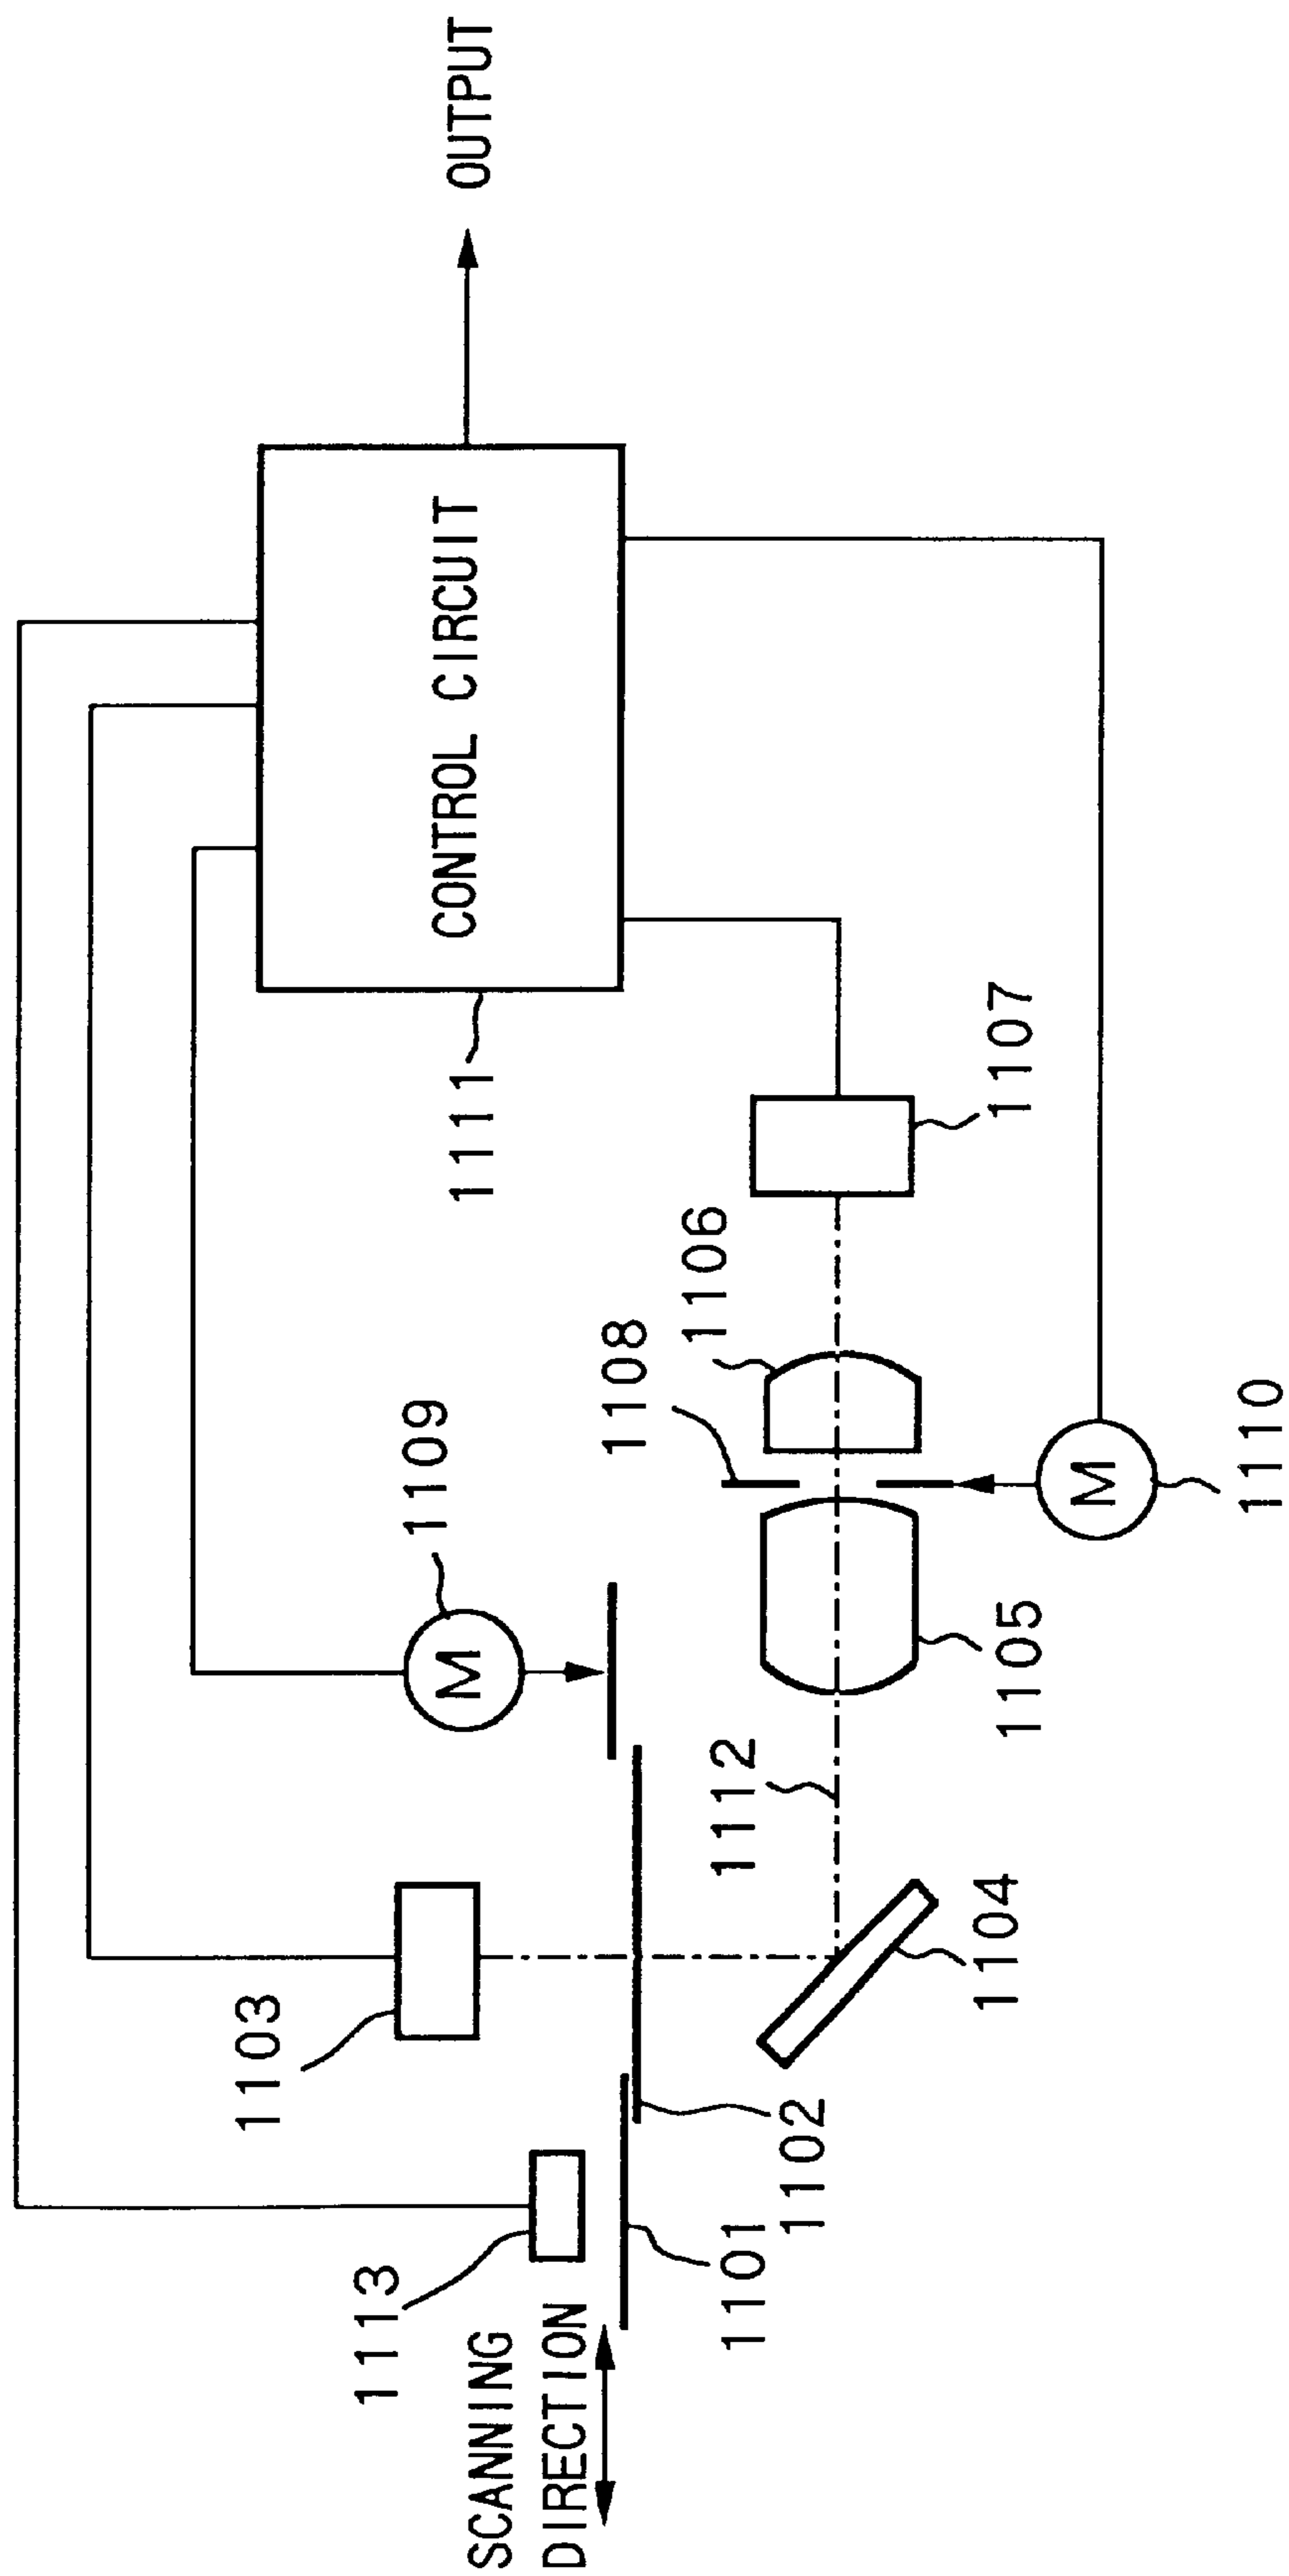 OUTPUT
CONTROL CIRCUIT
1111
1109
M
1103
1113
SCANNING
DIRECTION
1101
1102
1104
1112
1105
1108
1106
1107
M
1110